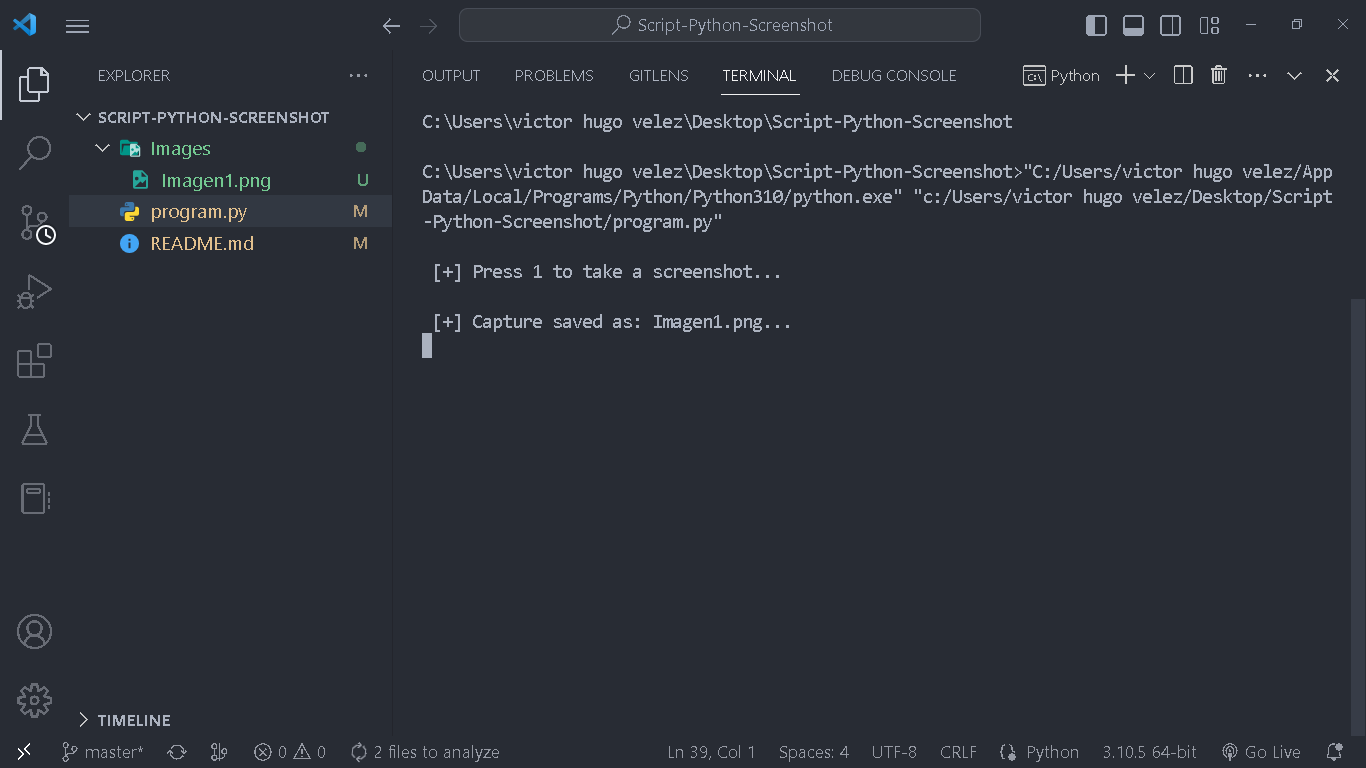 Script-Python-Screenshot
EXPLORER
SCRIPT-PYTHON-SCREENSHOT
Images
Imagen1.png U
program.py M
README.md M
TIMELINE
OUTPUT PROBLEMS GITLENS TERMINAL DEBUG CONSOLE Python
C:\Users\victor hugo velez\Desktop\Script-Python-Screenshot
C:\Users\victor hugo velez\Desktop\Script-Python-Screenshot>"C:/Users/victor hugo velez/App
Data/Local/Programs/Python/Python310/python.exe" "c:/Users/victor hugo velez/Desktop/Script
-Python-Screenshot/program.py"
[+] Press 1 to take a screenshot...
[+] Capture saved as: Imagen1.png...
master* 0 0 2 files to analyze Ln 39, Col 1 Spaces: 4 UTF-8 CRLF Python 3.10.5 64-bit Go Live